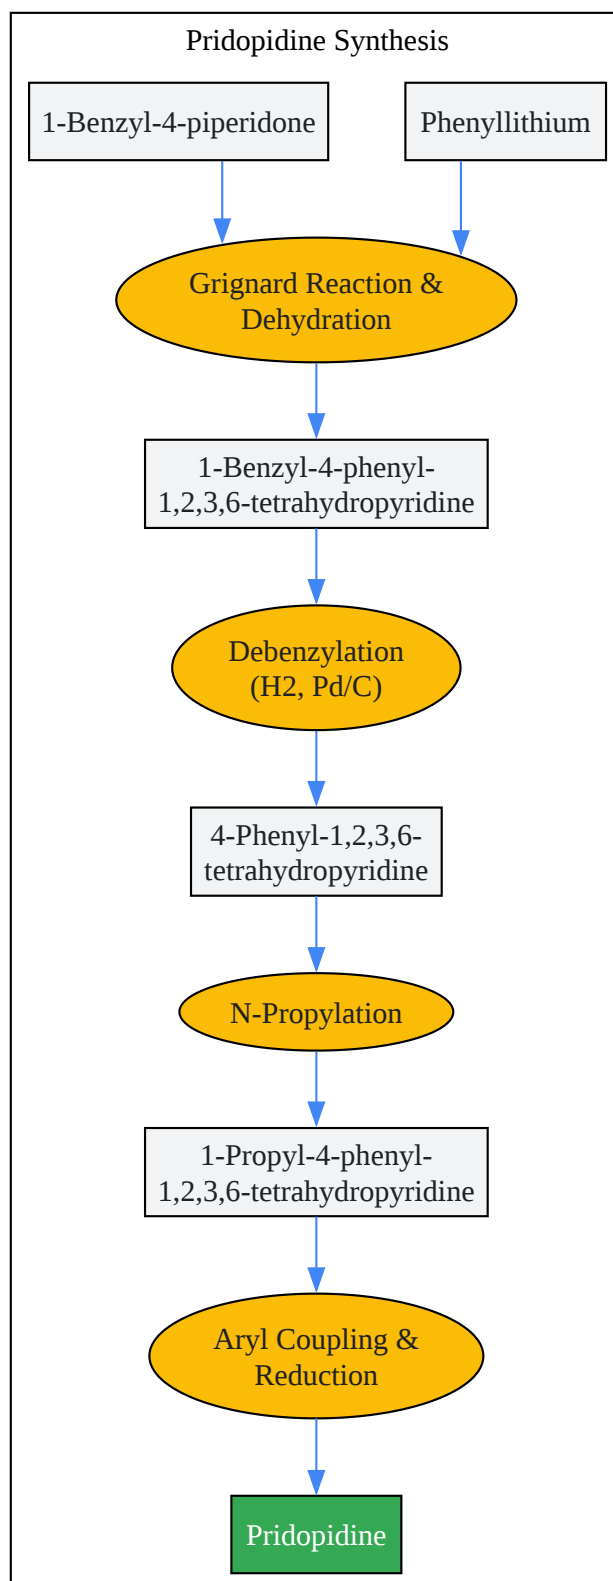 Pridopidine Synthesis
1-Benzyl-4-piperidone
Phenyllithium
Grignard Reaction &
Dehydration
1-Benzyl-4-phenyl-
1,2,3,6-tetrahydropyridine
Debenzylation
(H2, Pd/C)
4-Phenyl-1,2,3,6-
tetrahydropyridine
N-Propylation
1-Propyl-4-phenyl-
1,2,3,6-tetrahydropyridine
Aryl Coupling &
Reduction
Pridopidine